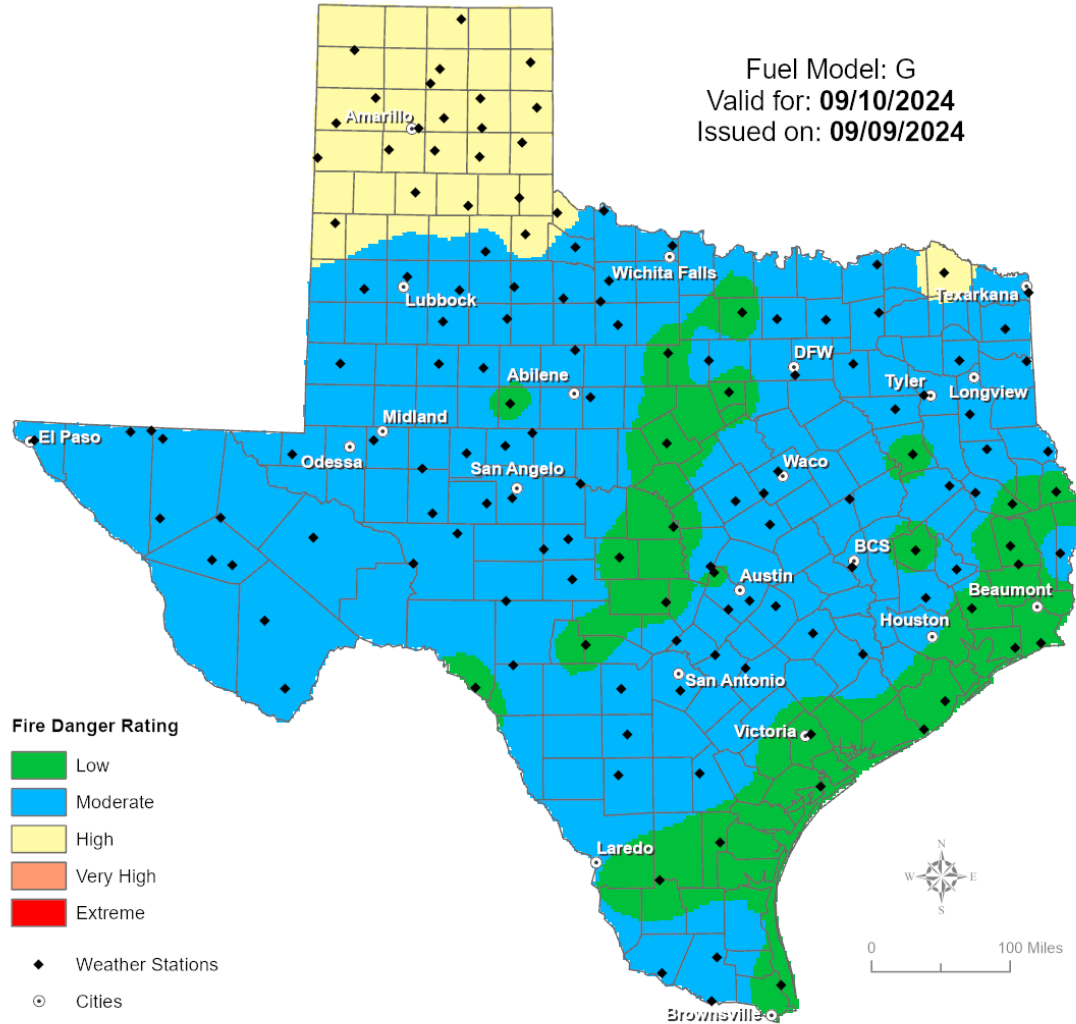 Fuel Model: G
Valid for: 09/10/2024
Issued on: 09/09/2024
Amarillo
Wichita Falls
Lubbock
Texarkana
DFW
Abilene
Tyler
Longview
Midland
El Paso
Odessa
San Angelo
Waco
BCS
Austin
Beaumont
Houston
San Antonio
Victoria
Laredo
Brownsville
Fire Danger Rating
Low
Moderate
High
Very High
Extreme
Weather Stations
Cities
N
W E
S
0 100 Miles